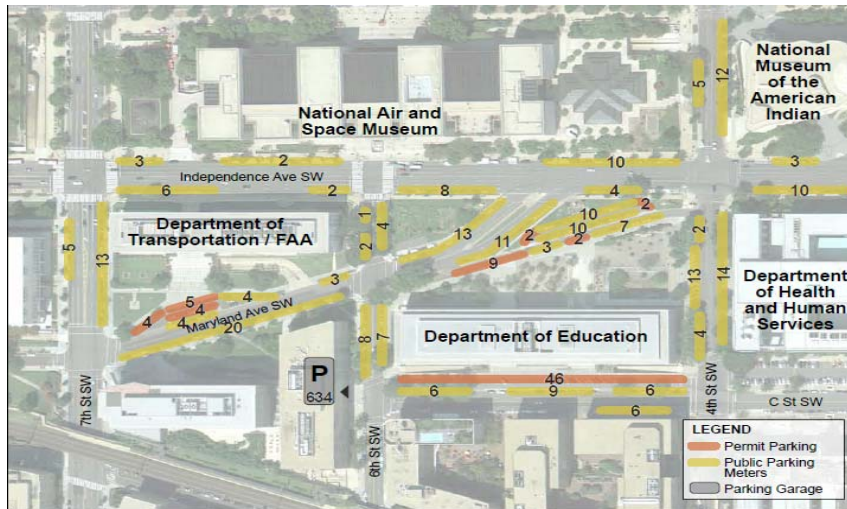 National
Museum
of the
American
Indian
12
5
National Air and
Space Museum
3
2
10
3
Independence Ave SW
6
2
8
4
10
Department of
Transportation / FAA
1
4
2
5
13
13
11
2
10
10
2
7
2
3
9
2
13
14
4
Department
of Health
and Human
Services
3
5
4
4
4
4
Maryland Ave SW
20
8
7
Department of Education
P
634
46
6
9
6
6
7th St SW
6th St SW
4th St SW
C St SW
LEGEND
Permit Parking
Public Parking
Meters
Parking Garage